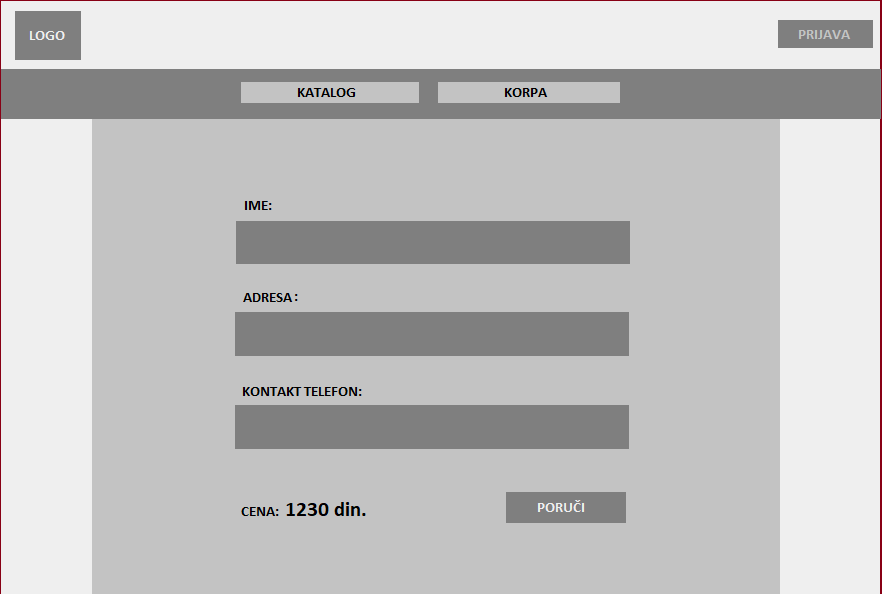 LOGO
PRIJAVA
KATALOG
KORPA
IME:
ADRESA:
KONTAKT TELEFON:
CENA: 1230 din.
PORUČI